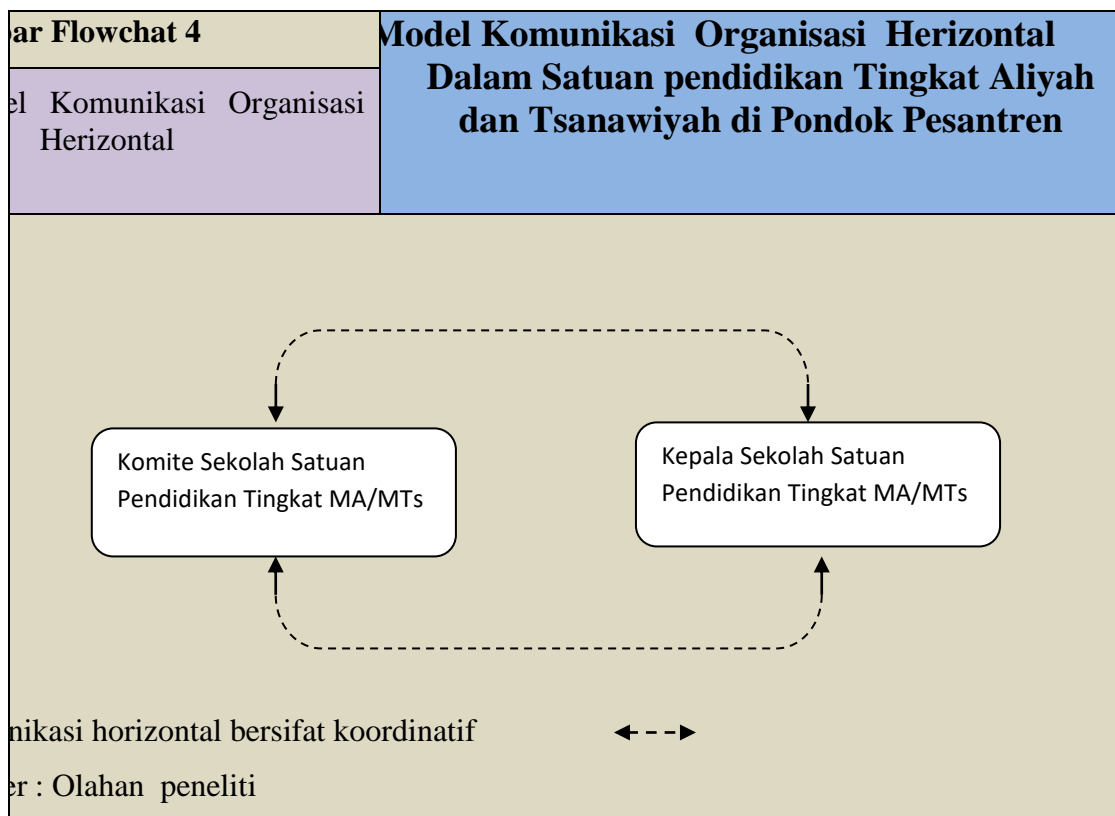 ar Flowchat 4
el Komunikasi Organisasi
Herizontal
Model Komunikasi Organisasi Herizontal
Dalam Satuan pendidikan Tingkat Aliyah
dan Tsanawiyah di Pondok Pesantren
Komite Sekolah Satuan
Pendidikan Tingkat MA/MTs
Kepala Sekolah Satuan
Pendidikan Tingkat MA/MTs
nikasi horizontal bersifat koordinatif
er : Olahan peneliti